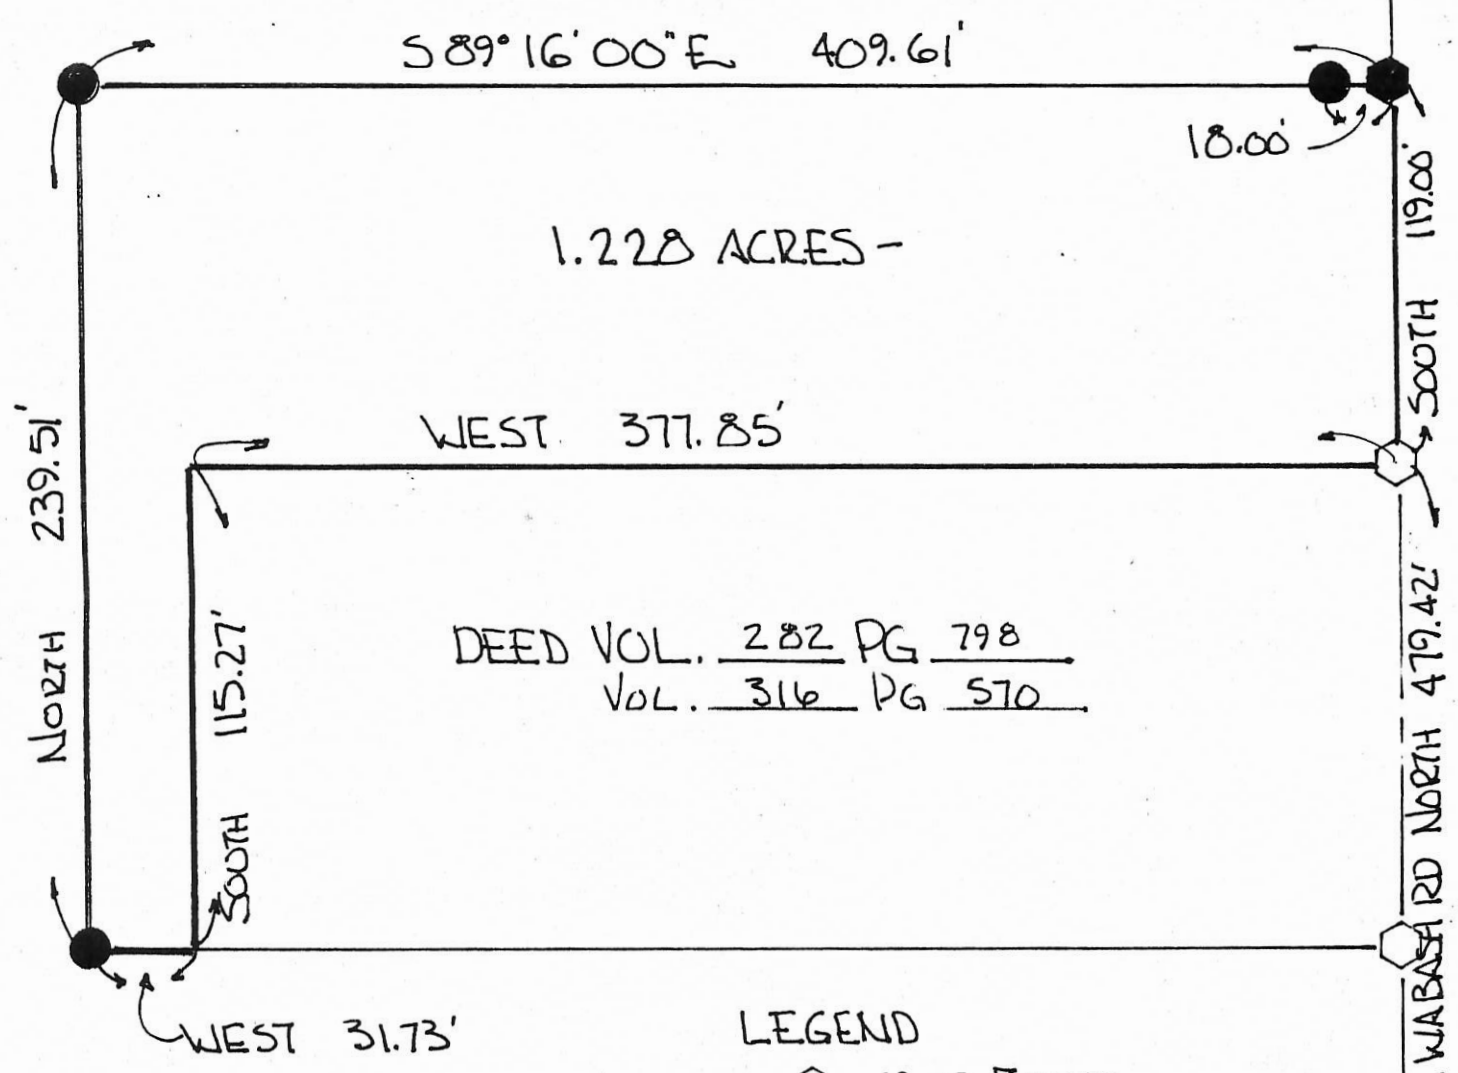 S 89° 16' 00" E 409.61'
18.00'
SOUTH 119.00'
1.228 ACRES -
WEST. 377.85'
NORTH 239.51'
SOUTH 115.27'
DEED VOL. 282 PG 798
VOL. 316 PG 570.
WABASH RD NORTH 479.42'
WEST 31.73'
LEGEND